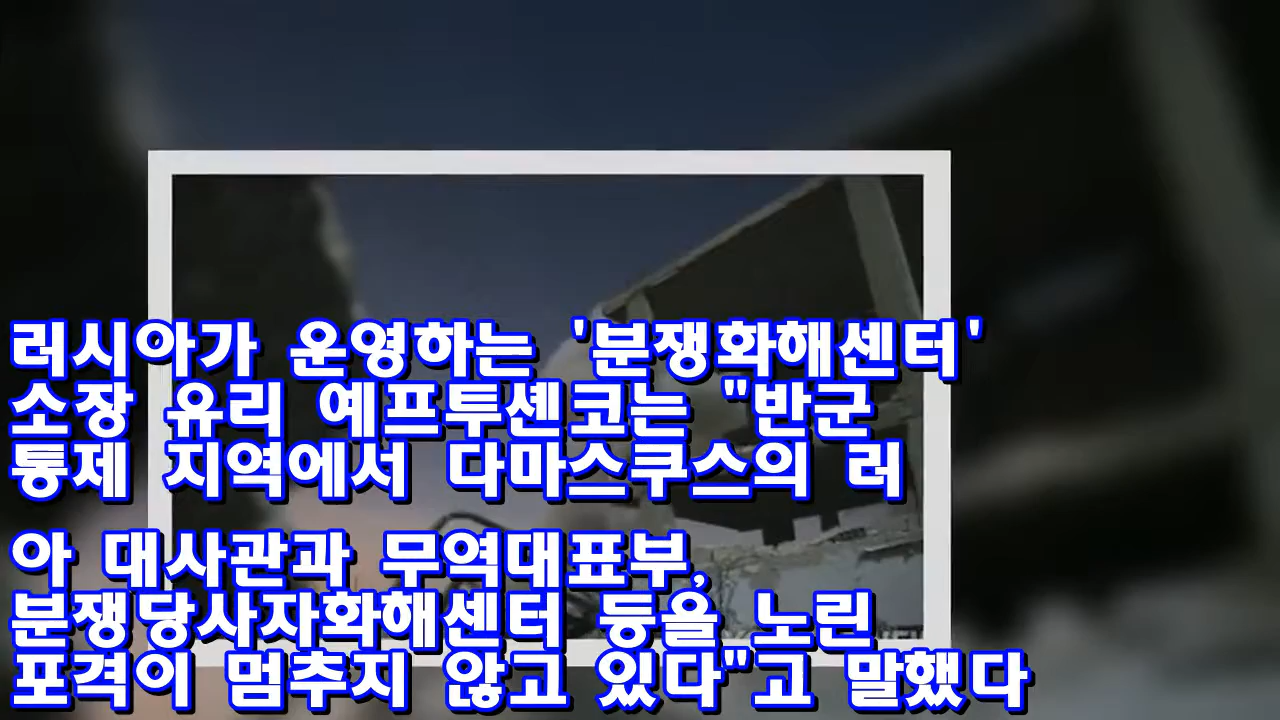 러시아가 운영하는 '분쟁화해센터'
소장 유리 예프투셴코는 "반군
통제 지역에서 다마스쿠스의 러
아 대사관과 무역대표부,
분쟁당사자화해센터 등을 노린
포격이 멈추지 않고 있다"고 말했다